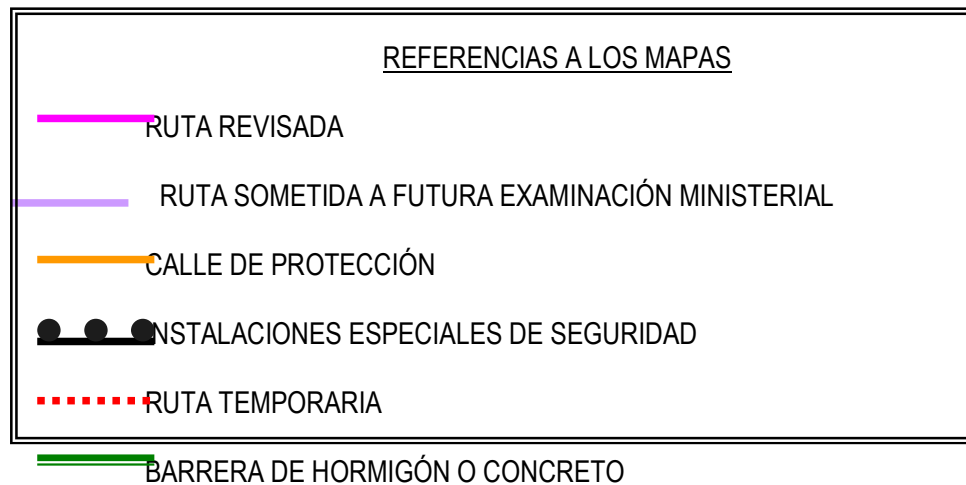 REFERENCIAS A LOS MAPAS
RUTA REVISADA
RUTA SOMETIDA A FUTURA EXAMINACIÓN MINISTERIAL
CALLE DE PROTECCIÓN
INSTALACIONES ESPECIALES DE SEGURIDAD
RUTA TEMPORARIA
BARRERA DE HORMIGÓN O CONCRETO